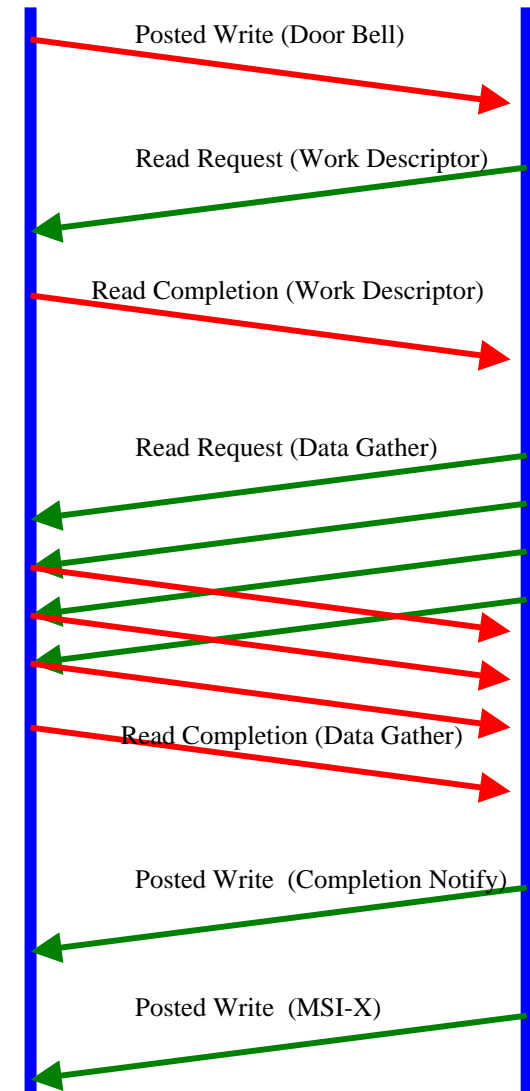 Posted Write (Door Bell)
Read Request (Work Descriptor)
Read Completion (Work Descriptor)
Read Request (Data Gather)
Read Completion (Data Gather)
Posted Write  (Completion Notify)
Posted Write  (MSI-X)